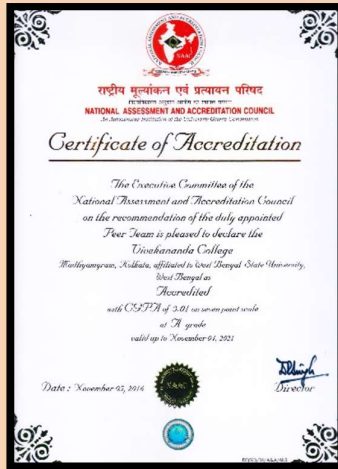 राष्ट्रीय मूल्यांकन एवं प्रत्यायन परिषद
NATIONAL ASSESSMENT AND ACCREDITATION COUNCIL
An Autonomous Institution of the University Grants Commission
Certificate of Accreditation
The Executive Committee of the
National Assessment and Accreditation Council
on the recommendation of the duly appointed
Peer Team is pleased to declare the
Vivekananda College
Madhyamgram, Kolkata, affiliated to West Bengal State University,
West Bengal as
Accredited
with CGPA of 3.01 on seven point scale
at A grade
valid up to November 04, 2021
Date : November 05, 2016
Director
NAAC